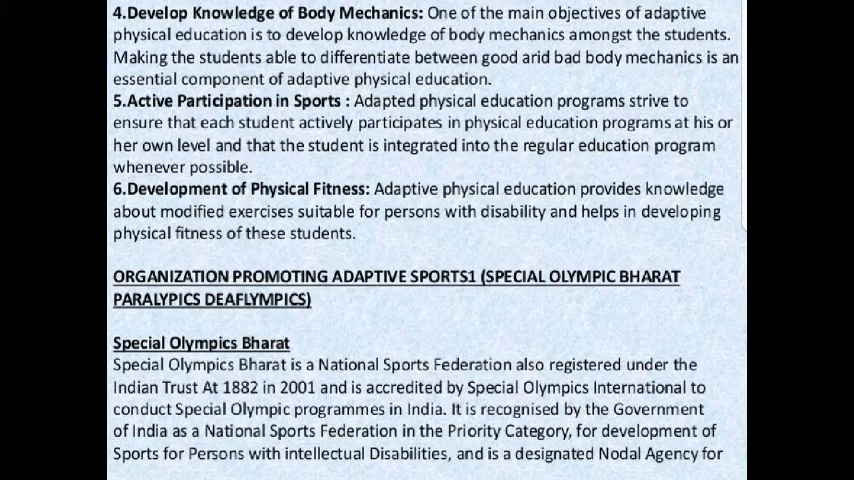 4.Develop Knowledge of Body Mechanics: One of the main objectives of adaptive
physical education is to develop knowledge of body mechanics amongst the students.
Making the students able to differentiate between good arid bad body mechanics is an
essential component of adaptive physical education.
5.Active Participation in Sports : Adapted physical education programs strive to
ensure that each student actively participates in physical education programs at his or
her own level and that the student is integrated into the regular education program
whenever possible.
6.Development of Physical Fitness: Adaptive physical education provides knowledge
about modified exercises suitable for persons with disability and helps in developing
physical fitness of these students.
ORGANIZATION PROMOTING ADAPTIVE SPORTS1 (SPECIAL OLYMPIC BHARAT
PARALYPICS DEAFLYMPICS)
Special Olympics Bharat
Special Olympics Bharat is a National Sports Federation also registered under the
Indian Trust At 1882 in 2001 and is accredited by Special Olympics International to
conduct Special Olympic programmes in India. It is recognised by the Government
of India as a National Sports Federation in the Priority Category, for development of
Sports for Persons with intellectual Disabilities, and is a designated Nodal Agency for